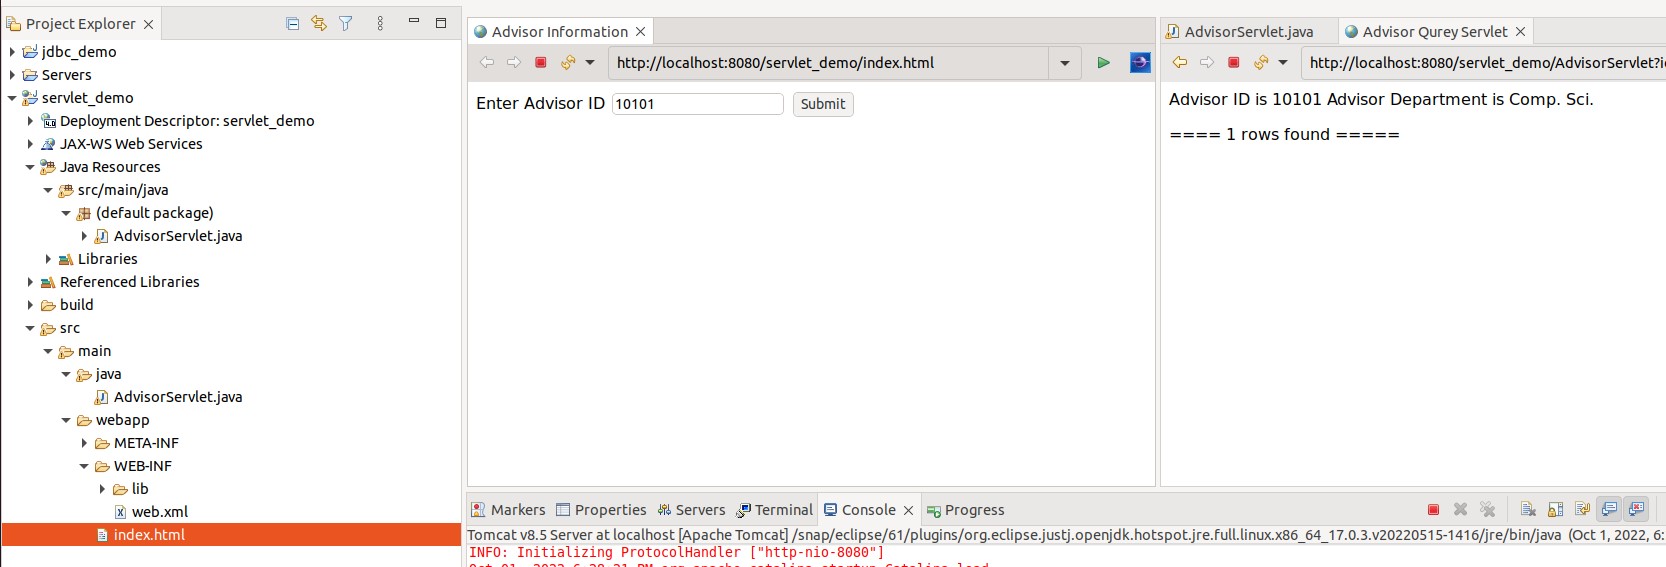 Project Explorer
jdbc_demo
Servers
servlet_demo
Deployment Descriptor: servlet_demo
JAX-WS Web Services
Java Resources
src/main/java
(default package)
AdvisorServlet.java
Libraries
Referenced Libraries
build
src
main
java
AdvisorServlet.java
webapp
META-INF
WEB-INF
lib
web.xml
index.html
Advisor Information
http://localhost:8080/servlet_demo/index.html
Enter Advisor ID 10101 Submit
AdvisorServlet.java Advisor Qurey Servlet
http://localhost:8080/servlet_demo/AdvisorServlet?i
Advisor ID is 10101 Advisor Department is Comp. Sci.
==== 1 rows found =====
Markers Properties Servers Terminal Console Progress
Tomcat v8.5 Server at localhost [Apache Tomcat] /snap/eclipse/61/plugins/org.eclipse.justj.openjdk.hotspot.jre.full.linux.x86_64_17.0.3.v20220515-1416/jre/bin/java (Oct 1, 2022, 6:
INFO: Initializing ProtocolHandler ["http-nio-8080"]